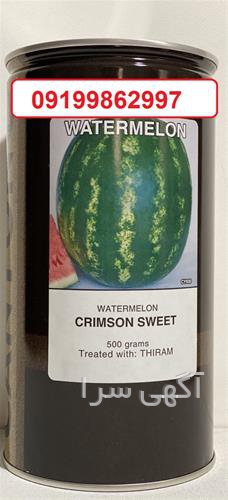 09199862997
WATERMELON
WATERMELON
CRIMSON SWEET
500 grams
Treated with: THIRAM
آگهی سرا